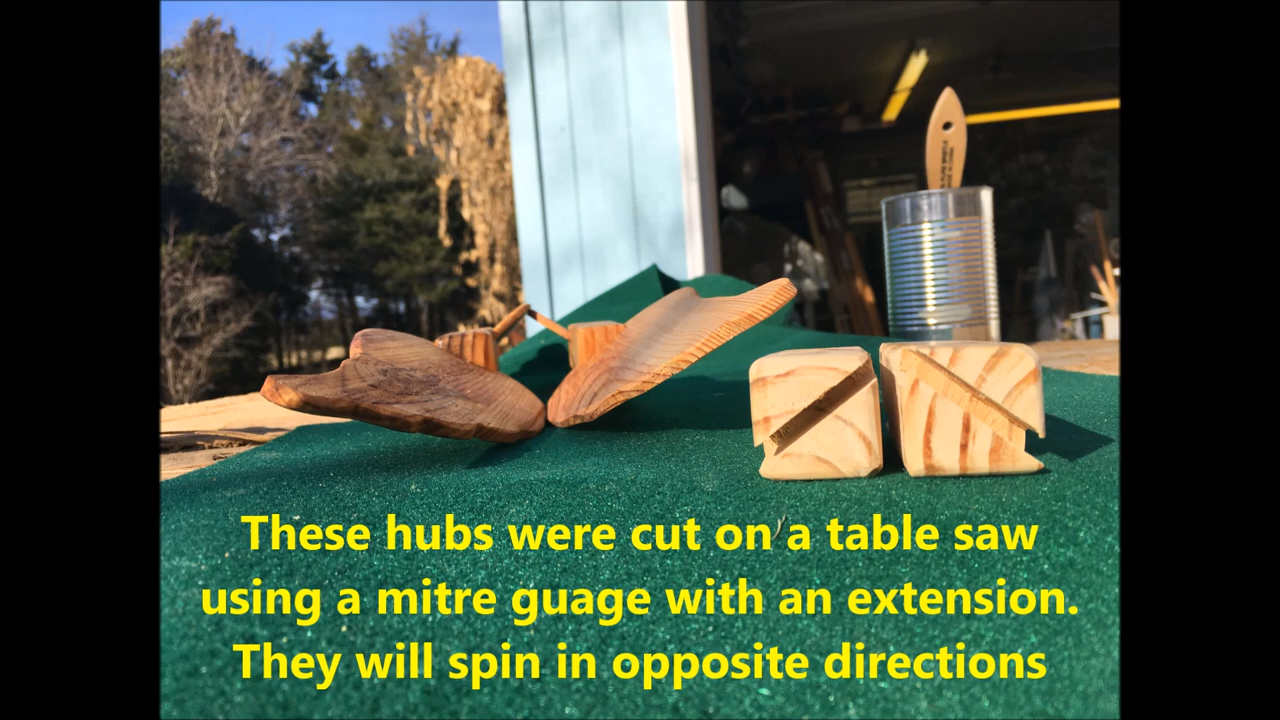 These hubs were cut on a table saw
using a mitre guage with an extension.
They will spin in opposite directions